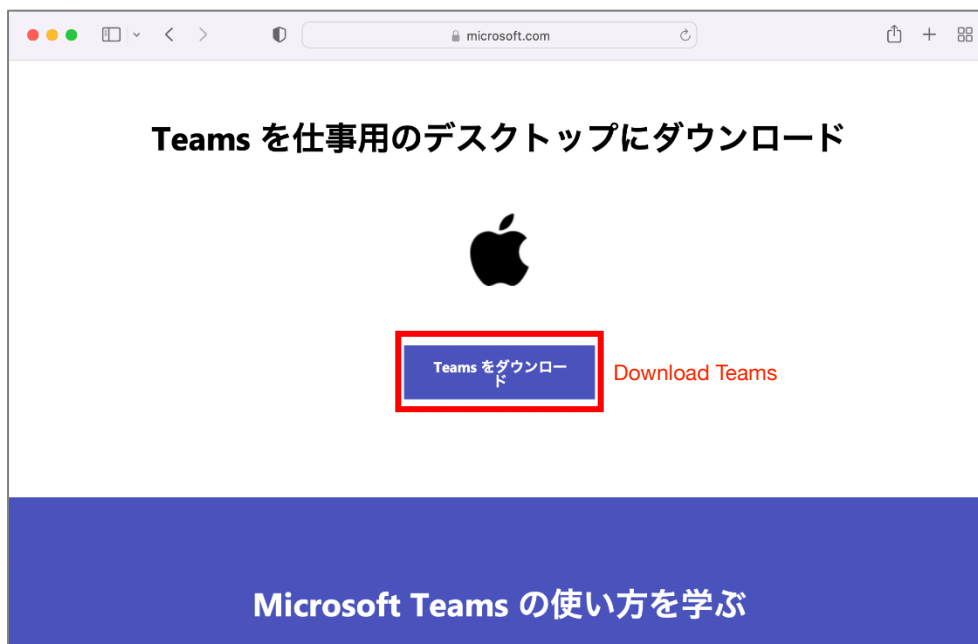 microsoft.com
Teams を仕事用のデスクトップにダウンロード
Teams をダウンロー
ド
Download Teams
Microsoft Teams の使い方を学ぶ